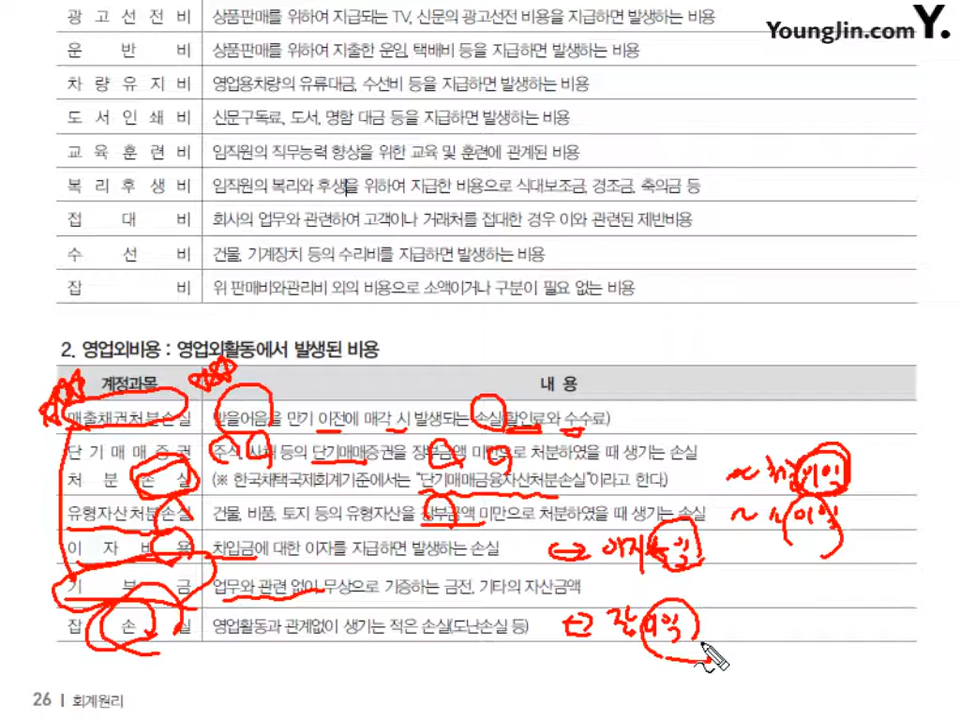 YoungJin.com Y.
광 고 선 전 비 상품판매를 위하여 지급되는 TV, 신문의 광고선전 비용을 지급하면 발생하는 비용
운 반 비 상품판매를 위하여 지출한 운임, 택배비 등을 지급하면 발생하는 비용
차 량 유 지 비 영업용차량의 유류대금, 수선비 등을 지급하면 발생하는 비용
도 서 인 쇄 비 신문구독료, 도서, 명함 대금 등을 지급하면 발생하는 비용
교 육 훈 련 비 임직원의 직무능력 향상을 위한 교육 및 훈련에 관계된 비용
복 리 후 생 비 임직원의 복리와 후생을 위하여 지급한 비용으로 식대보조금, 경조금, 축의금 등
접 대 비 회사의 업무와 관련하여 고객이나 거래처를 접대한 경우 이와 관련된 제반비용
수 선 비 건물, 기계장치 등의 수리비를 지급하면 발생하는 비용
잡 비 위 판매비와관리비 외의 비용으로 소액이거나 구분이 필요 없는 비용
2. 영업외비용 : 영업외활동에서 발생된 비용
계정과목 내 용
매출채권처분손실 받을어음을 만기 이전에 매각 시 발생되는 손실(할인료와 수수료)
단 기 매 매 증 권 주식, 사채 등의 단기매매증권을 장부금액 미만으로 처분하였을 때 생기는 손실
처 분 손 실 (※ 한국채택국제회계기준에서는 “단기매매금융자산처분손실”이라고 한다)
유형자산처분손실 건물, 비품, 토지 등의 유형자산을 장부금액 미만으로 처분하였을 때 생기는 손실
이 자 비 용 차입금에 대한 이자를 지급하면 발생하는 손실
기 부 금 업무와 관련 없이 무상으로 기증하는 금전, 기타의 자산금액
잡 손 실 영업활동과 관계없이 생기는 적은 손실(도난손실 등) ↔ 잡이익
26 | 회계원리